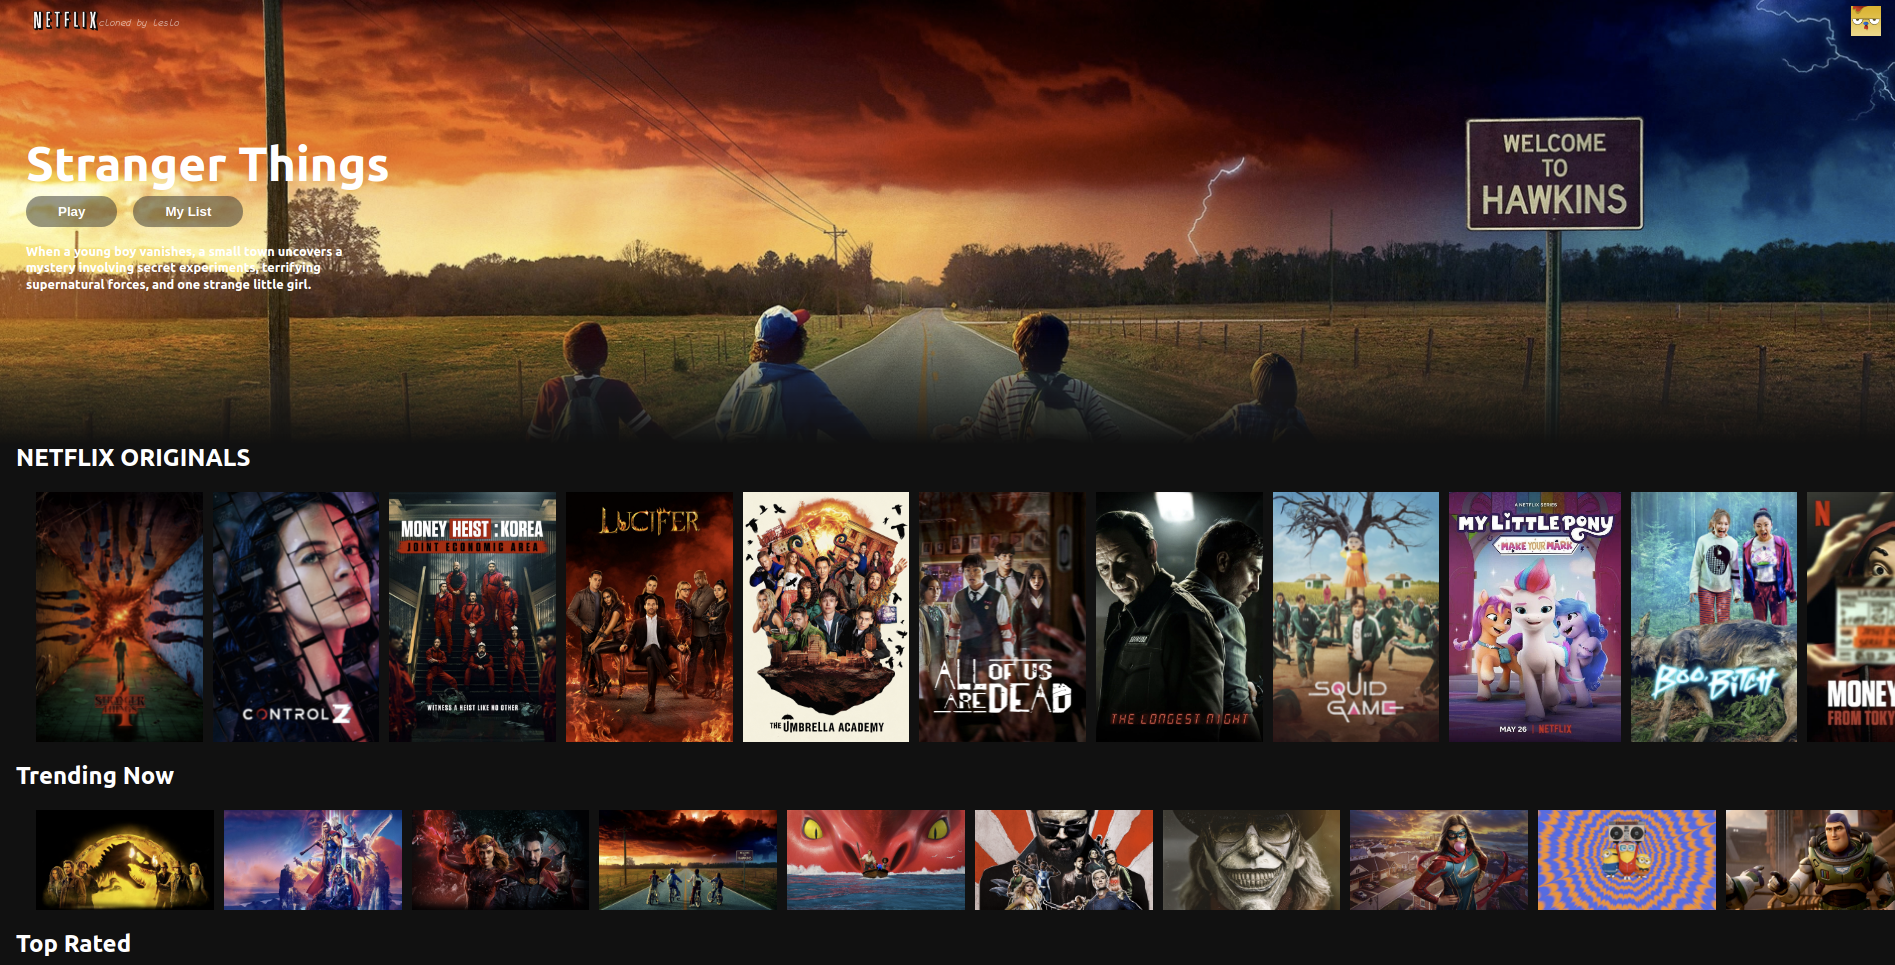 NETFLIX cloned by Leslo
WELCOME
TO
HAWKINS
Stranger Things
Play
My List
When a young boy vanishes, a small town uncovers a
mystery involving secret experiments, terrifying
supernatural forces, and one strange little girl.
NETFLIX ORIGINALS
STRANGER
THINGS
4
CONTROL Z
MONEY HEIST : KOREA
JOINT ECONOMIC AREA
WITNESS A HEIST LIKE NO OTHER
LUCIFER
THE UMBRELLA ACADEMY
ALL OF US
ARE DEAD
THE LONGEST NIGHT
SQUID
GAME
A NETFLIX SERIES
MY LITTLE PONY
MAKE YOUR MARK
MAY 26 | NETFLIX
BOO, BITCH
N
MONEY
FROM TOKY
Trending Now
Top Rated